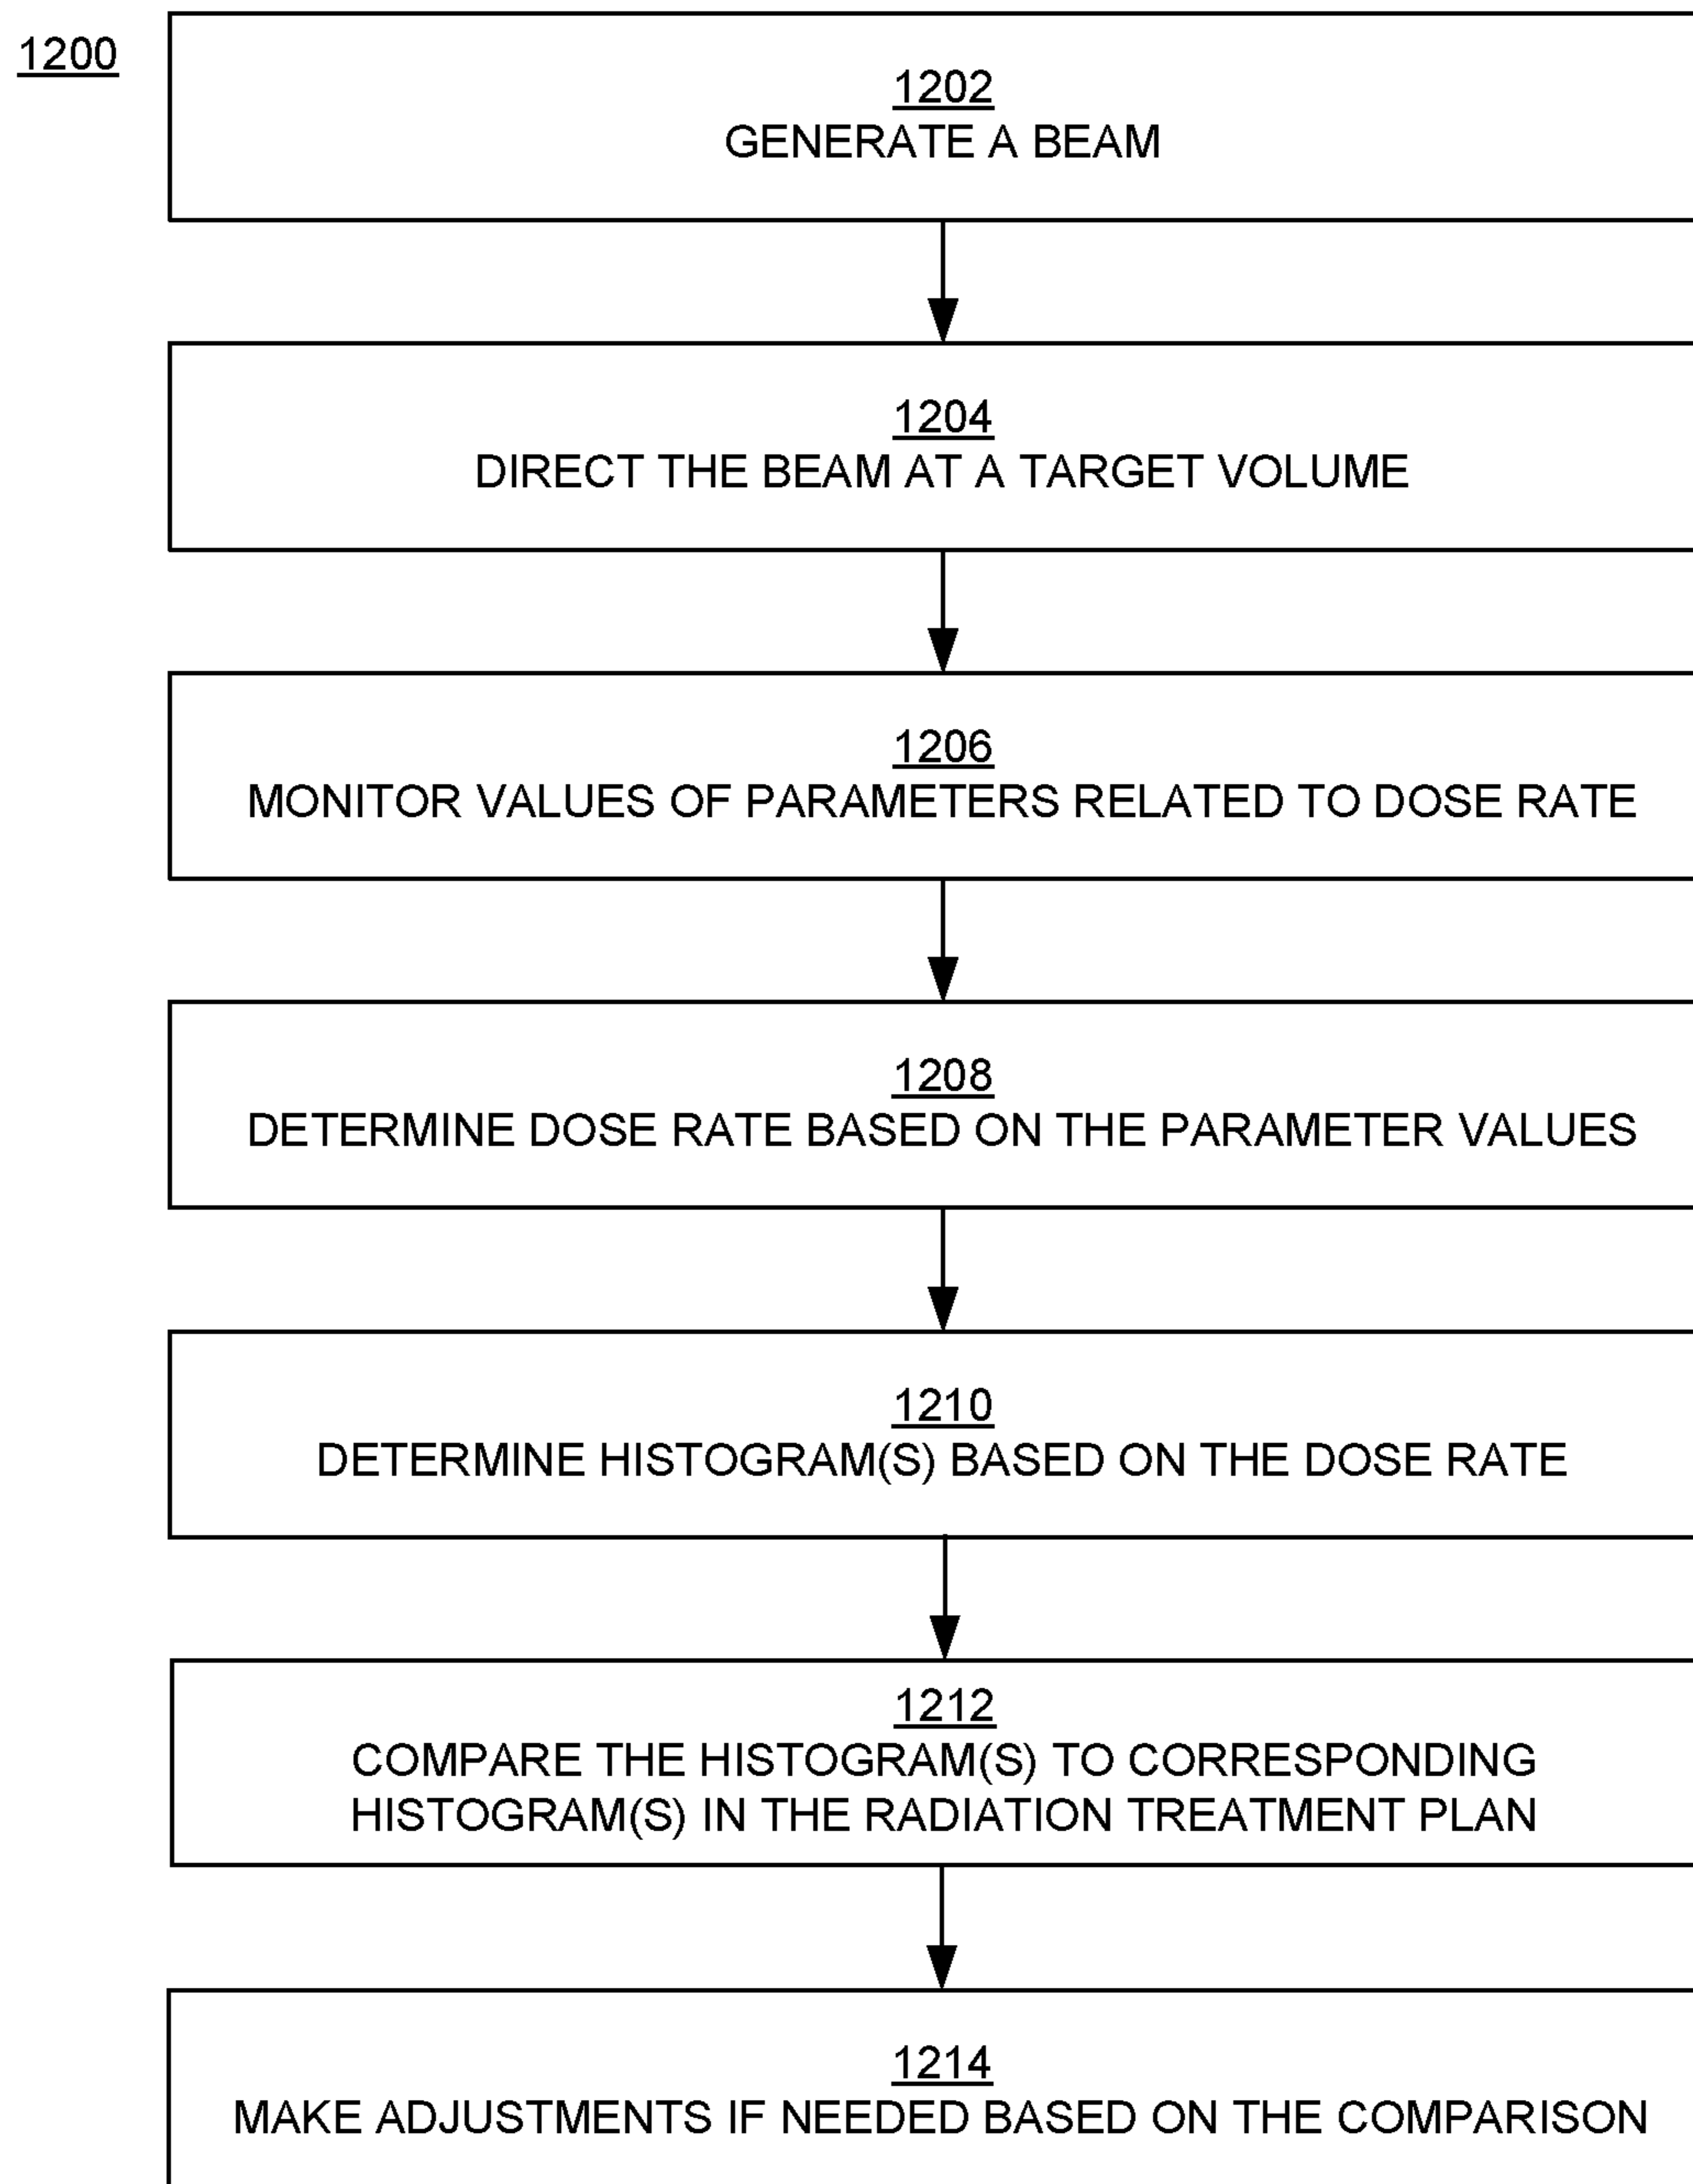 1200
1202
GENERATE A BEAM
1204
DIRECT THE BEAM AT A TARGET VOLUME
1206
MONITOR VALUES OF PARAMETERS RELATED TO DOSE RATE
1208
DETERMINE DOSE RATE BASED ON THE PARAMETER VALUES
1210
DETERMINE HISTOGRAM(S) BASED ON THE DOSE RATE
1212
COMPARE THE HISTOGRAM(S) TO CORRESPONDING
HISTOGRAM(S) IN THE RADIATION TREATMENT PLAN
1214
MAKE ADJUSTMENTS IF NEEDED BASED ON THE COMPARISON